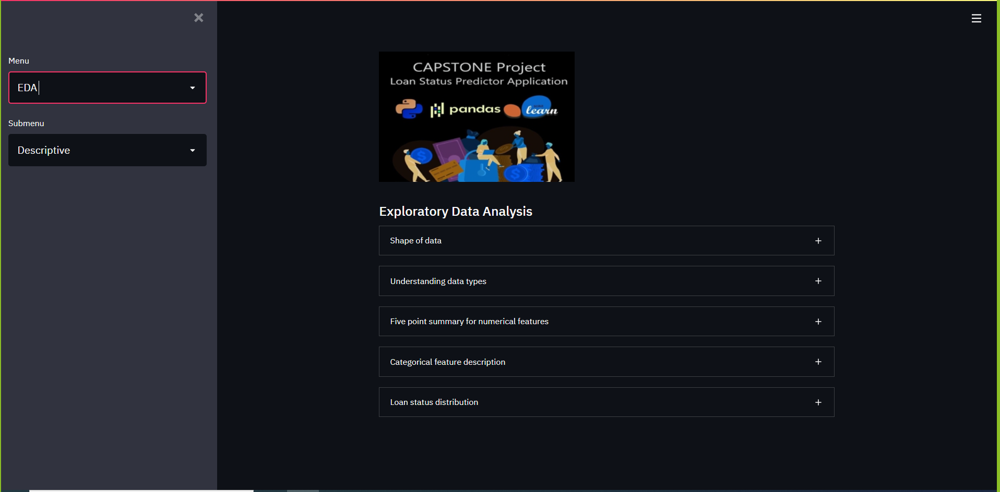 Menu
EDA
Submenu
Descriptive
CAPSTONE Project
Loan Status Predictor Application
pandas
learn
Exploratory Data Analysis
Shape of data
Understanding data types
Five point summary for numerical features
Categorical feature description
Loan status distribution